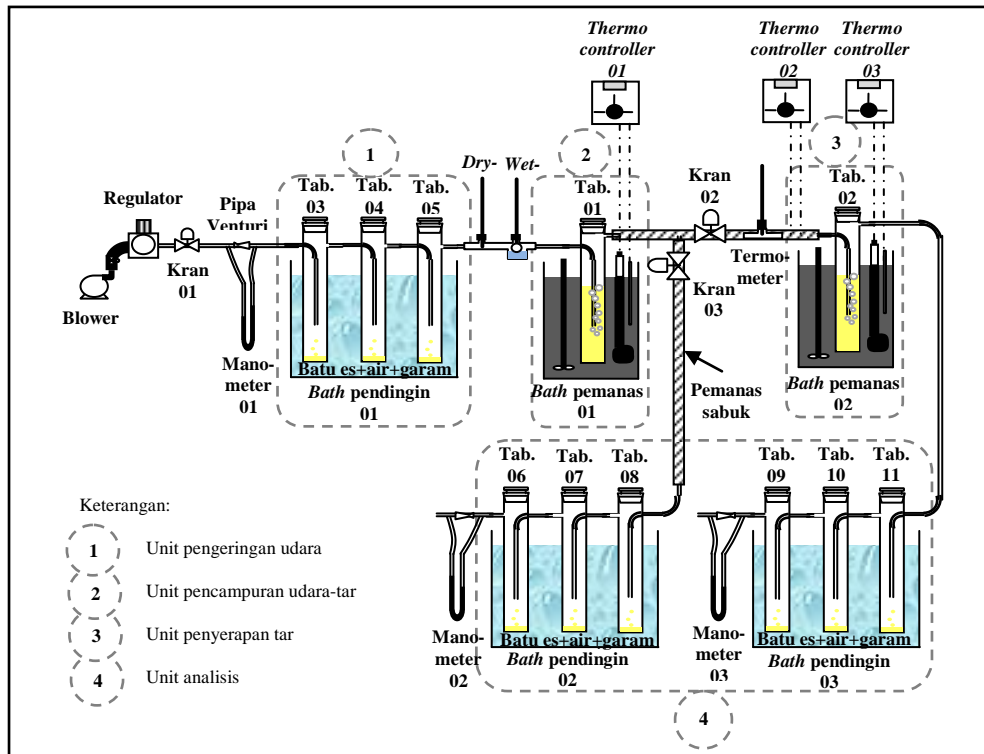 Thermo
controller
01
Thermo
controller
02
Thermo
controller
03
1
2
3
Dry-
Wet-
Regulator
Pipa
Venturi
Tab.
03
Tab.
04
Tab.
05
Tab.
01
Kran
02
Tab.
02
Kran
01
Blower
Mano-
meter
01
Batu es+air+garam
Bath pendingin
01
Bath pemanas
01
Kran
03
Termo-
meter
Bath pemanas
02
Pemanas
sabuk
Tab.
06
Tab.
07
Tab.
08
Tab.
09
Tab.
10
Tab.
11
Mano-
meter
02
Batu es+air+garam
Bath pendingin
02
Mano-
meter
03
Batu es+air+garam
Bath pendingin
03
4
Keterangan:
1 Unit pengeringan udara
2 Unit pencampuran udara-tar
3 Unit penyerapan tar
4 Unit analisis